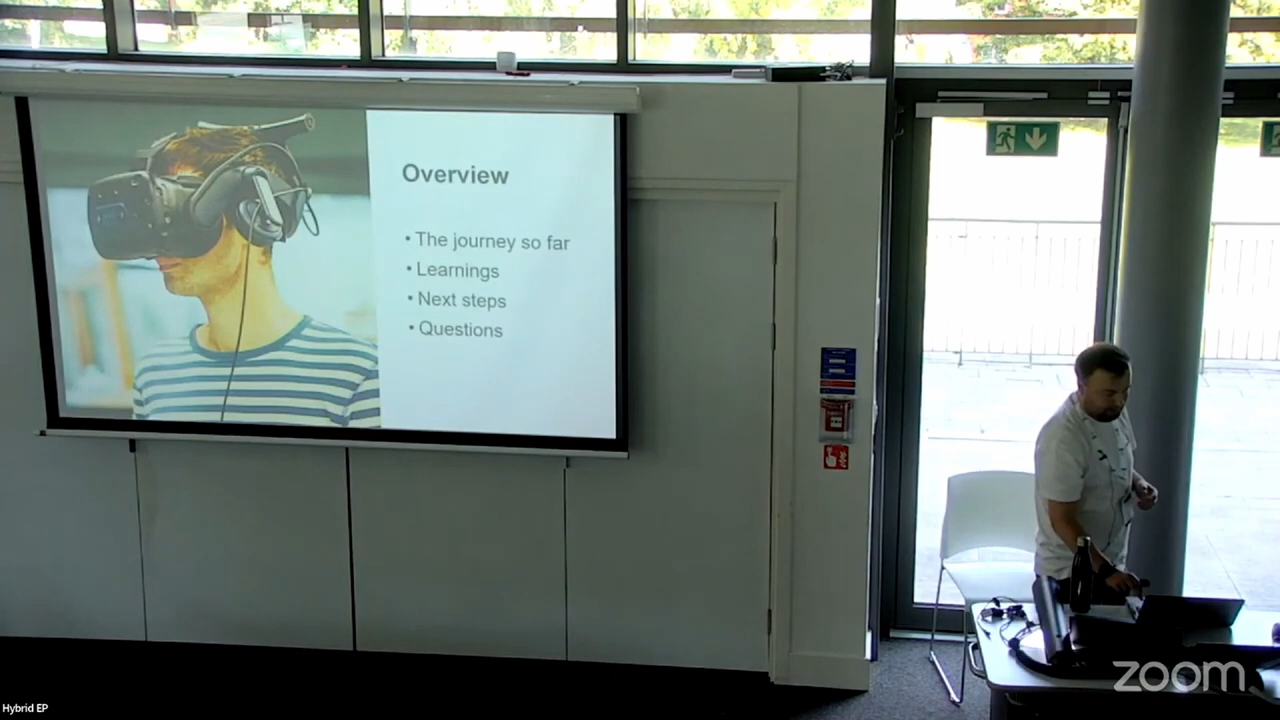 Overview
• The journey so far
• Learnings
• Next steps
• Questions
zoom
Hybrid EP